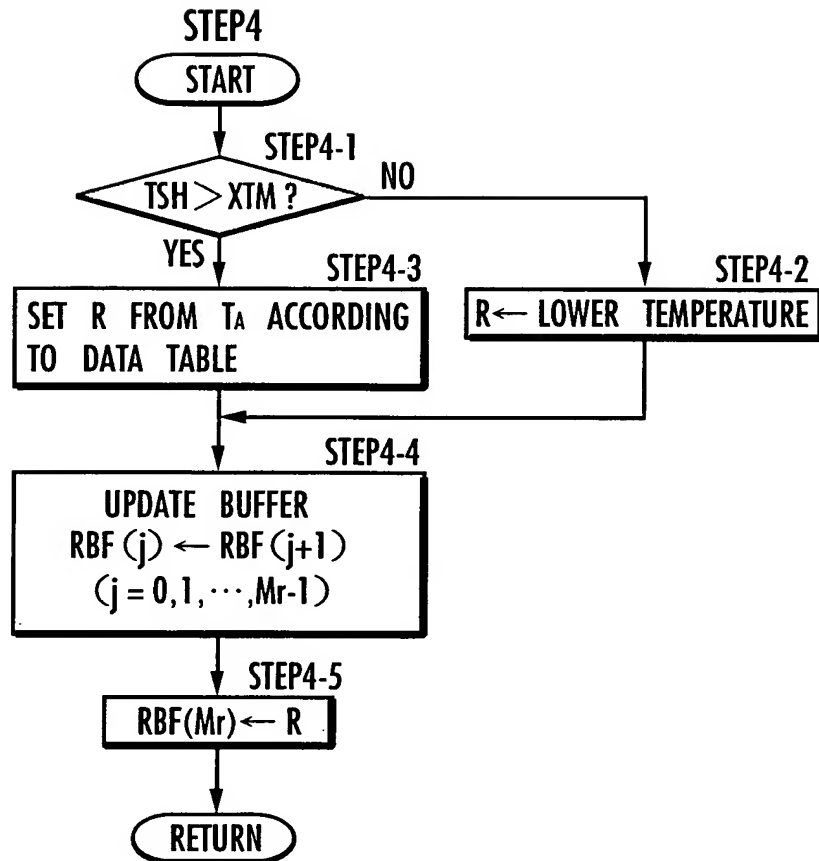 STEP4
START
STEP4-1
TSH > XTM ?
NO
YES
STEP4-3
SET R FROM TA ACCORDING
TO DATA TABLE
STEP4-2
R ← LOWER TEMPERATURE
STEP4-4
UPDATE BUFFER
RBF (j) ← RBF (j+1)
(j = 0,1, ···,Mr-1)
STEP4-5
RBF(Mr) ← R
RETURN